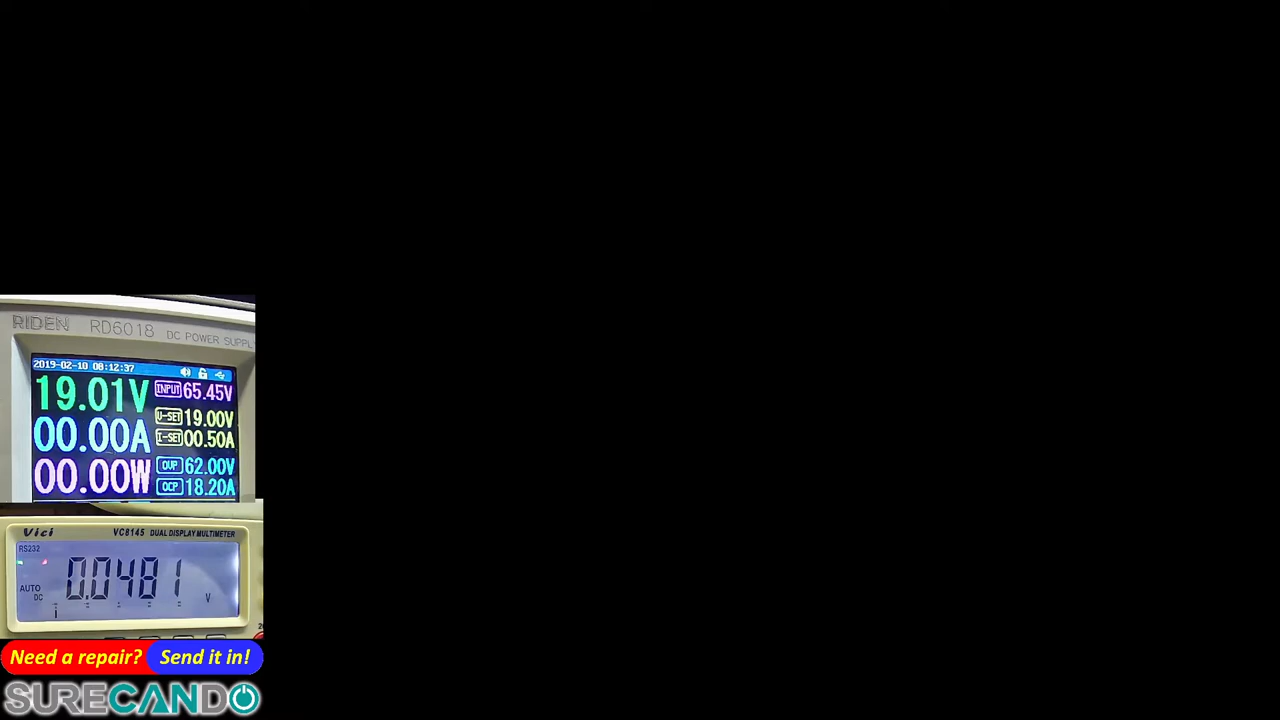 RIDEN RD6018 DC POWER SUPPLY
2019-02-10 08:12:37
19.01V INPUT 65.45V
V-SET 19.00V
00.00A I-SET 00.50A
00.00W OVP 62.00V
OCP 18.20A
Vici VC8145 DUAL DISPLAY MULTIMETER
RS232
0.0481
AUTO
DC V
Need a repair? Send it in!
SURECANDO